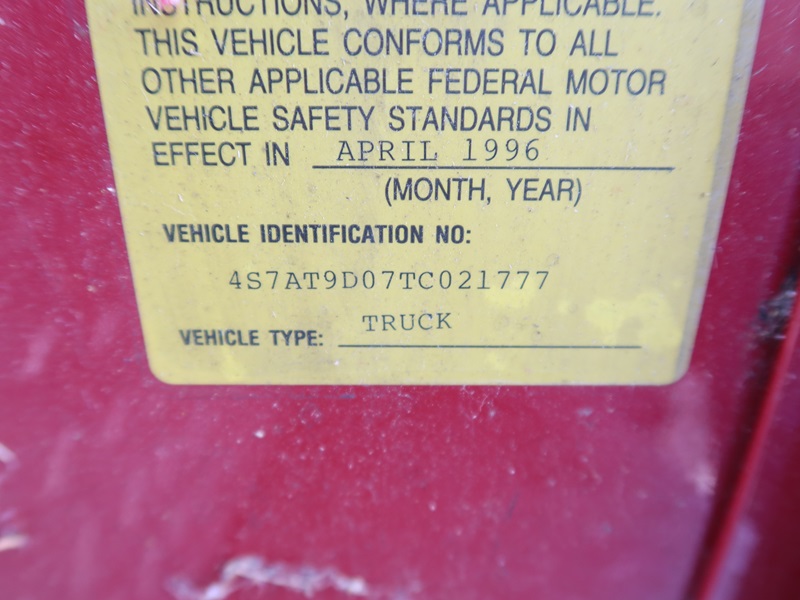 INSTRUCTIONS, WHERE APPLICABLE.
THIS VEHICLE CONFORMS TO ALL
OTHER APPLICABLE FEDERAL MOTOR
VEHICLE SAFETY STANDARDS IN
EFFECT IN APRIL 1996
(MONTH, YEAR)
VEHICLE IDENTIFICATION NO:
4S7AT9D07TC021777
VEHICLE TYPE: TRUCK